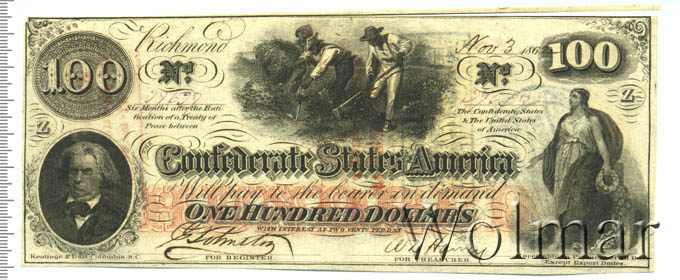 Richmond Nov 3 186
100 No. No. 100
Six Months after the Rati-
fication of a Treaty of
Peace between
The Confederate States
& The United States
of America
Z Z
Confederate States America
Will pay to the bearer on demand
ONE HUNDRED DOLLARS
WITH INTEREST AT TWO CENTS PER DAY
Wolmar
Keatinge & Ball Columbia S.C.
FOR REGISTER.
FOR TREASURER.
Except Export Duties.